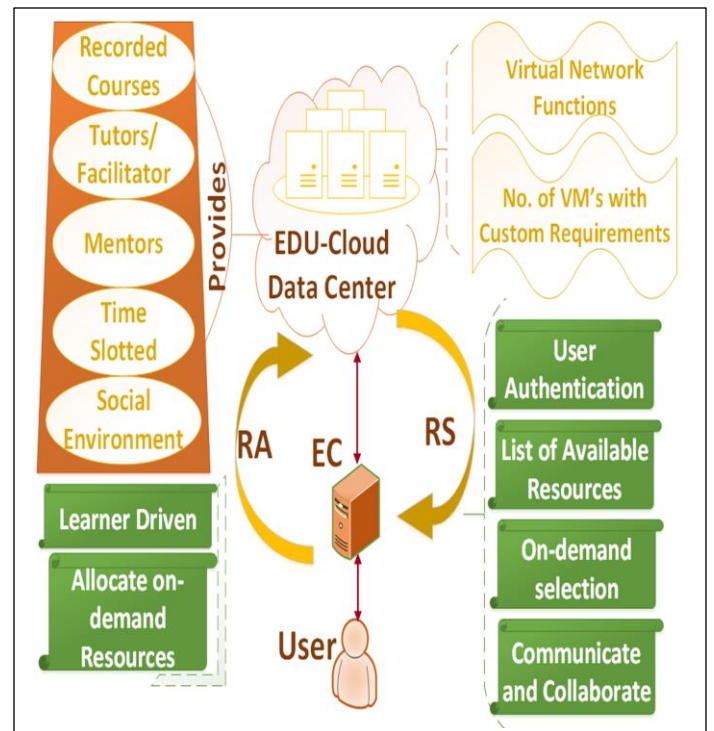 Recorded
Courses
Tutors/
Facilitator
Mentors
Time
Slotted
Social
Environment
Provides
EDU-Cloud
Data Center
Virtual Network
Functions
No. of VM's with
Custom Requirements
RA
EC
RS
User
Authentication
List of Available
Resources
On-demand
selection
Communicate
and Collaborate
Learner Driven
Allocate on-
demand
Resources
User